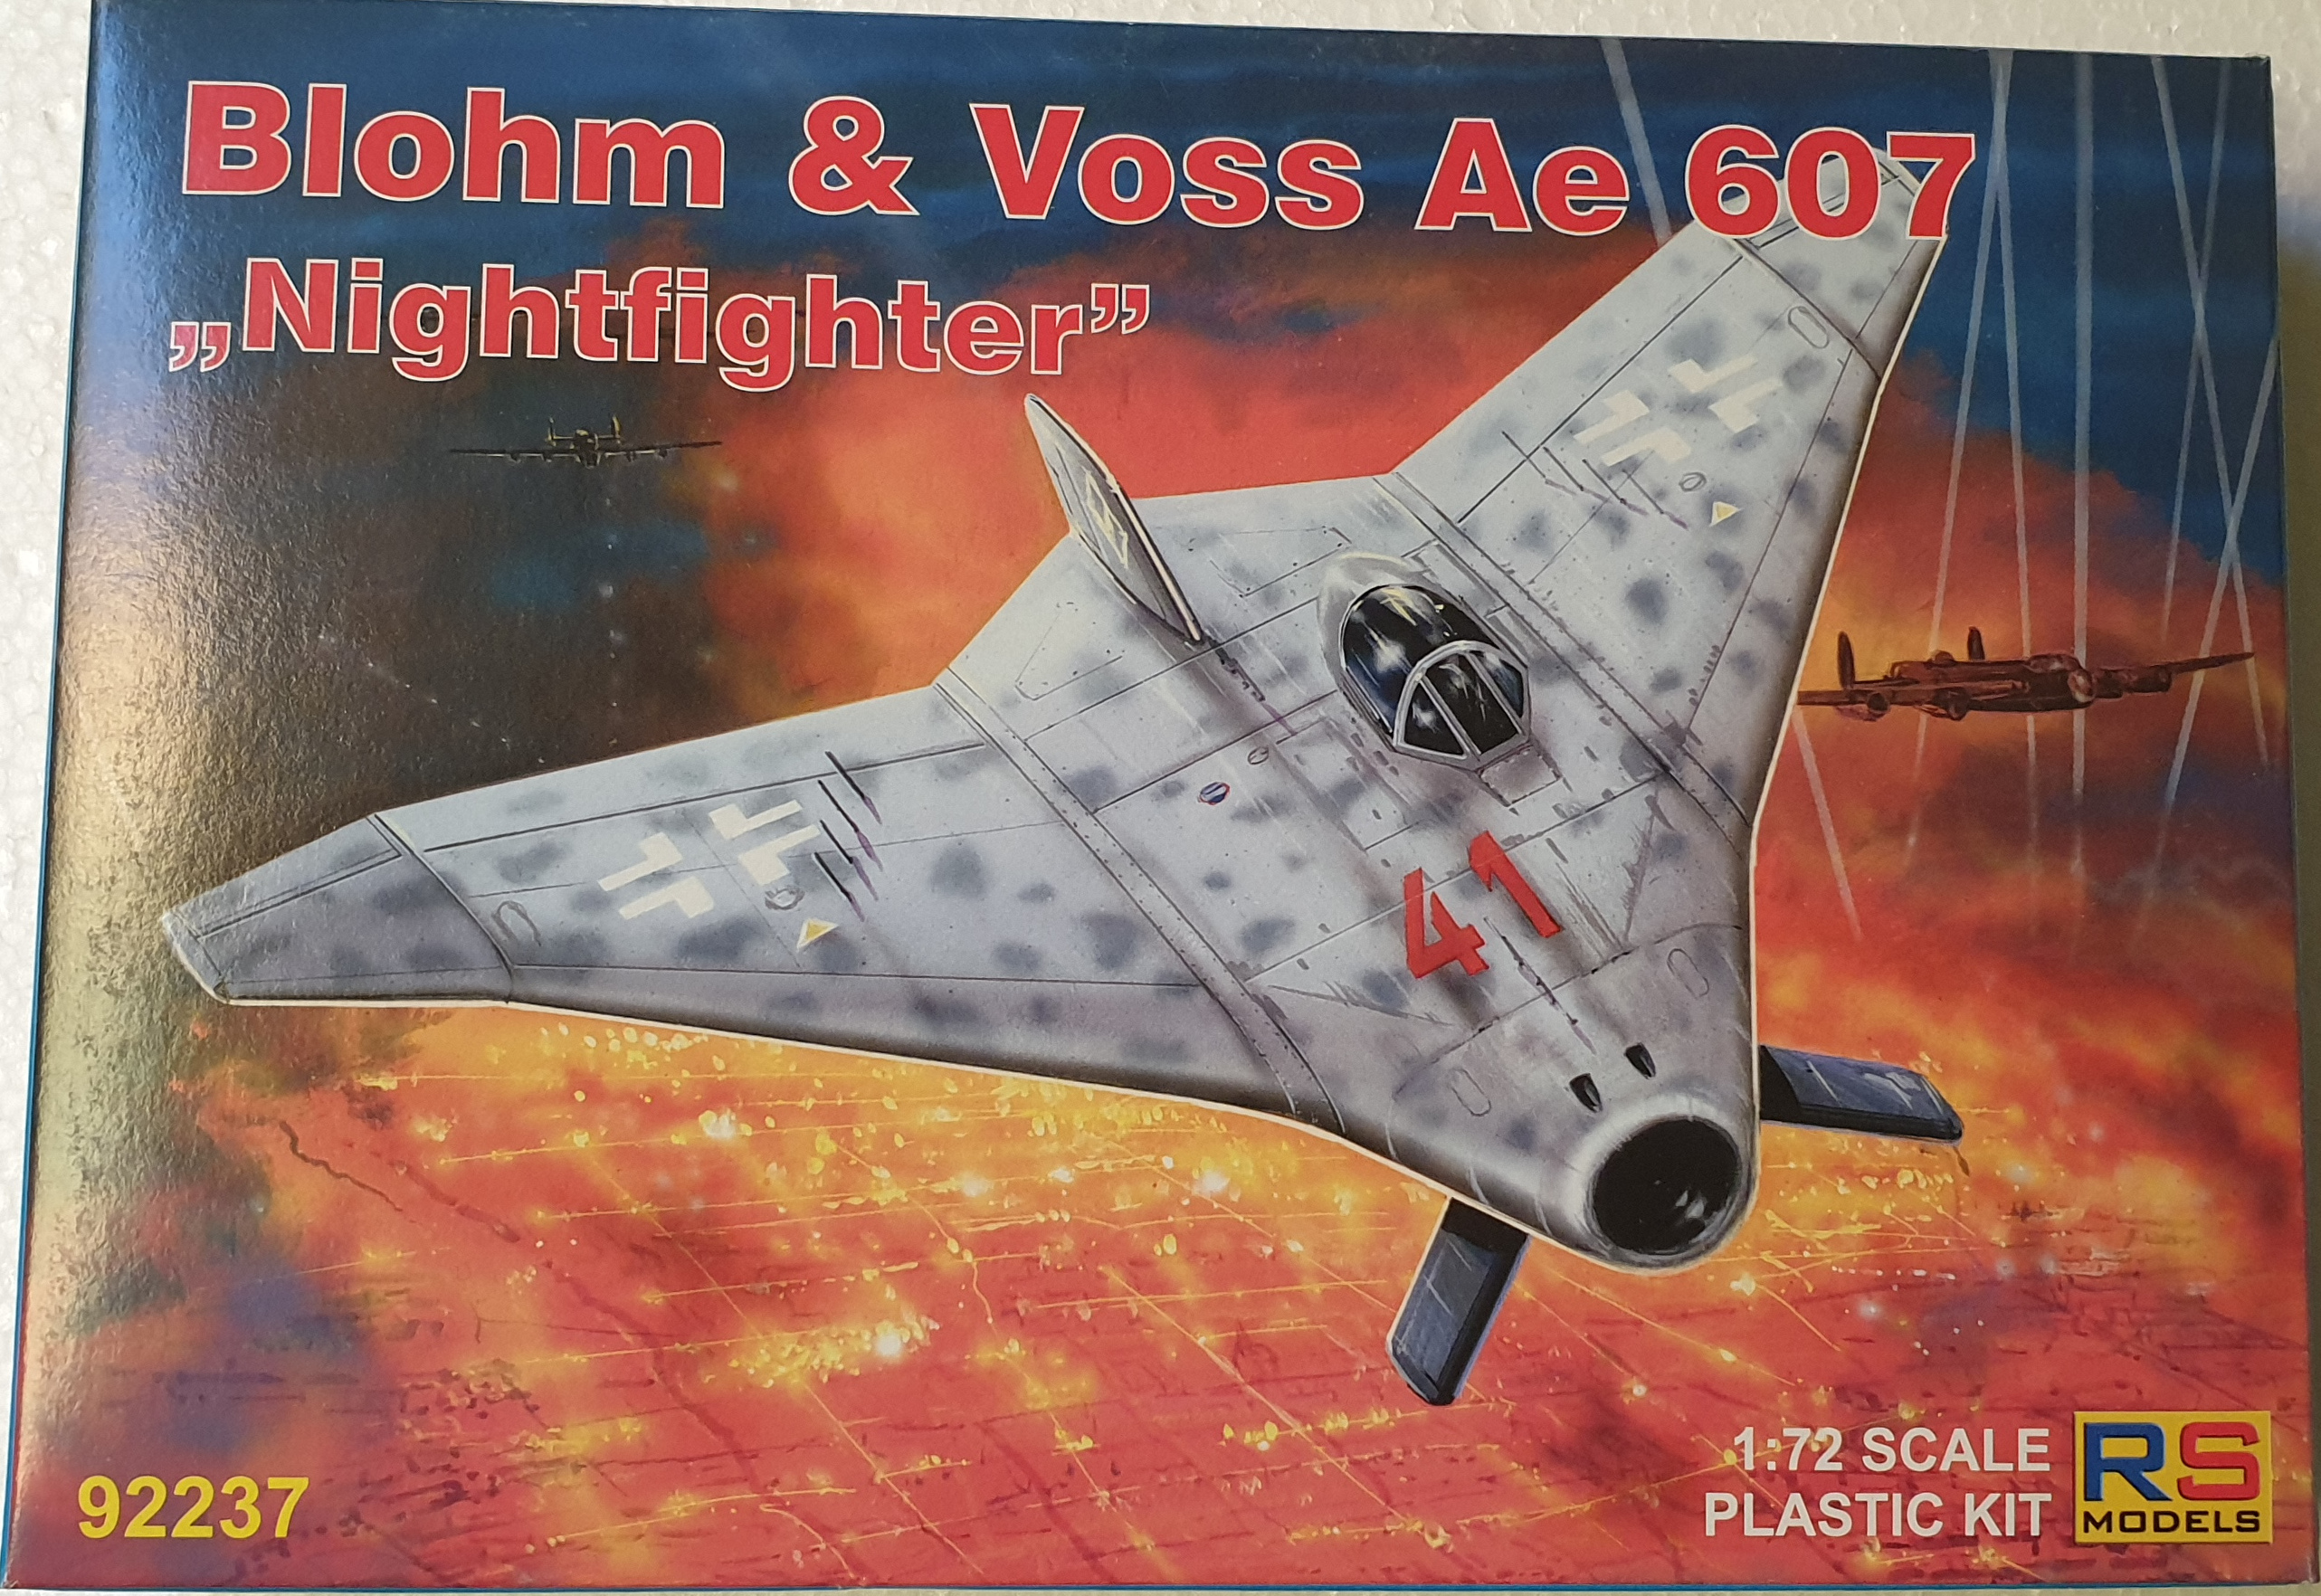 Blohm & Voss Ae 607
„Nightfighter”
41
92237
1:72 SCALE
PLASTIC KIT
RS
MODELS